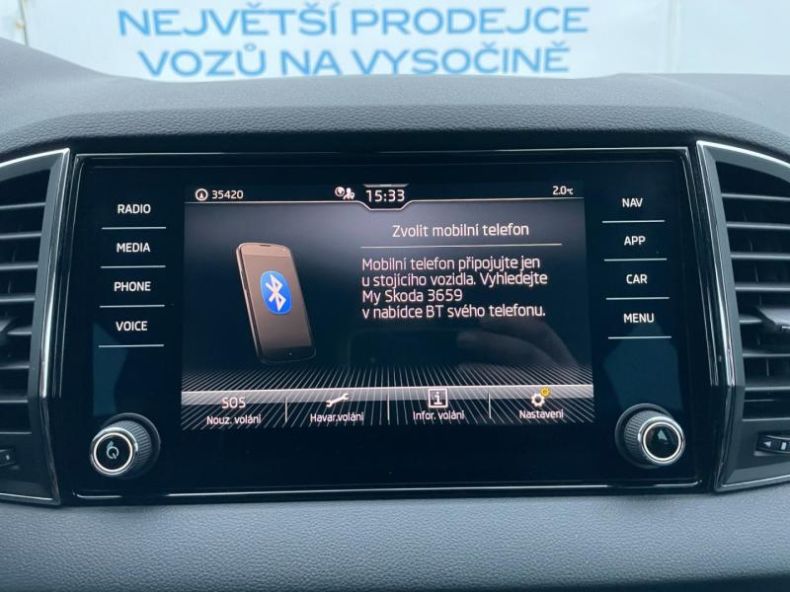 NEJVĚTŠÍ PRODEJCE
VOZŮ NA VYSOČINĚ
RADIO
MEDIA
PHONE
VOICE
35420
15:33
2.0°C
Zvolit mobilní telefon
Mobilní telefon připojujte jen
u stojícího vozidla. Vyhledejte
My Skoda 3659
v nabídce BT svého telefonu.
SOS
Nouz. volání
Havar.volání
i
Infor. volání
Nastavení
NAV
APP
CAR
MENU